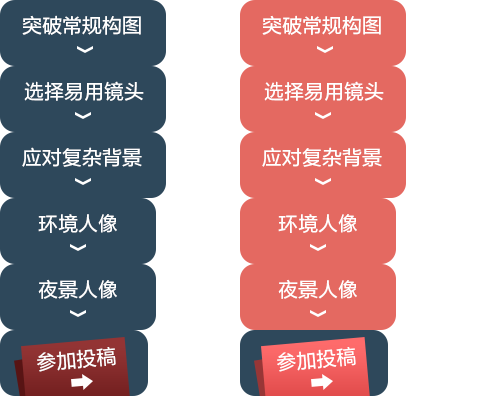 突破常规构图 突破常规构图
选择易用镜头 选择易用镜头
应对复杂背景 应对复杂背景
环境人像 环境人像
夜景人像 夜景人像
参加投稿 参加投稿